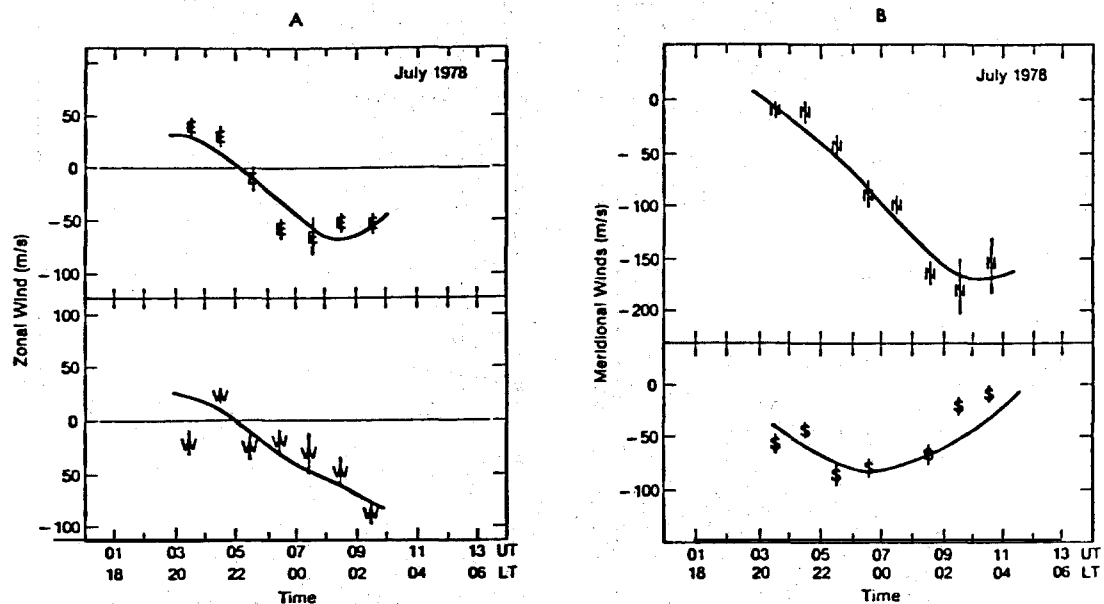 A
July 1978
Zonal Wind (m/s)
50
0
-50
-100
100
50
0
50
-100
01 03 05 07 09 11 13 UT
18 20 22 00 02 04 06 LT
Time
B
July 1978
Meridional Winds (m/s)
0
-50
-100
-150
-200
0
-50
-100
01 03 05 07 09 11 13 UT
18 20 22 00 02 04 06 LT
Time